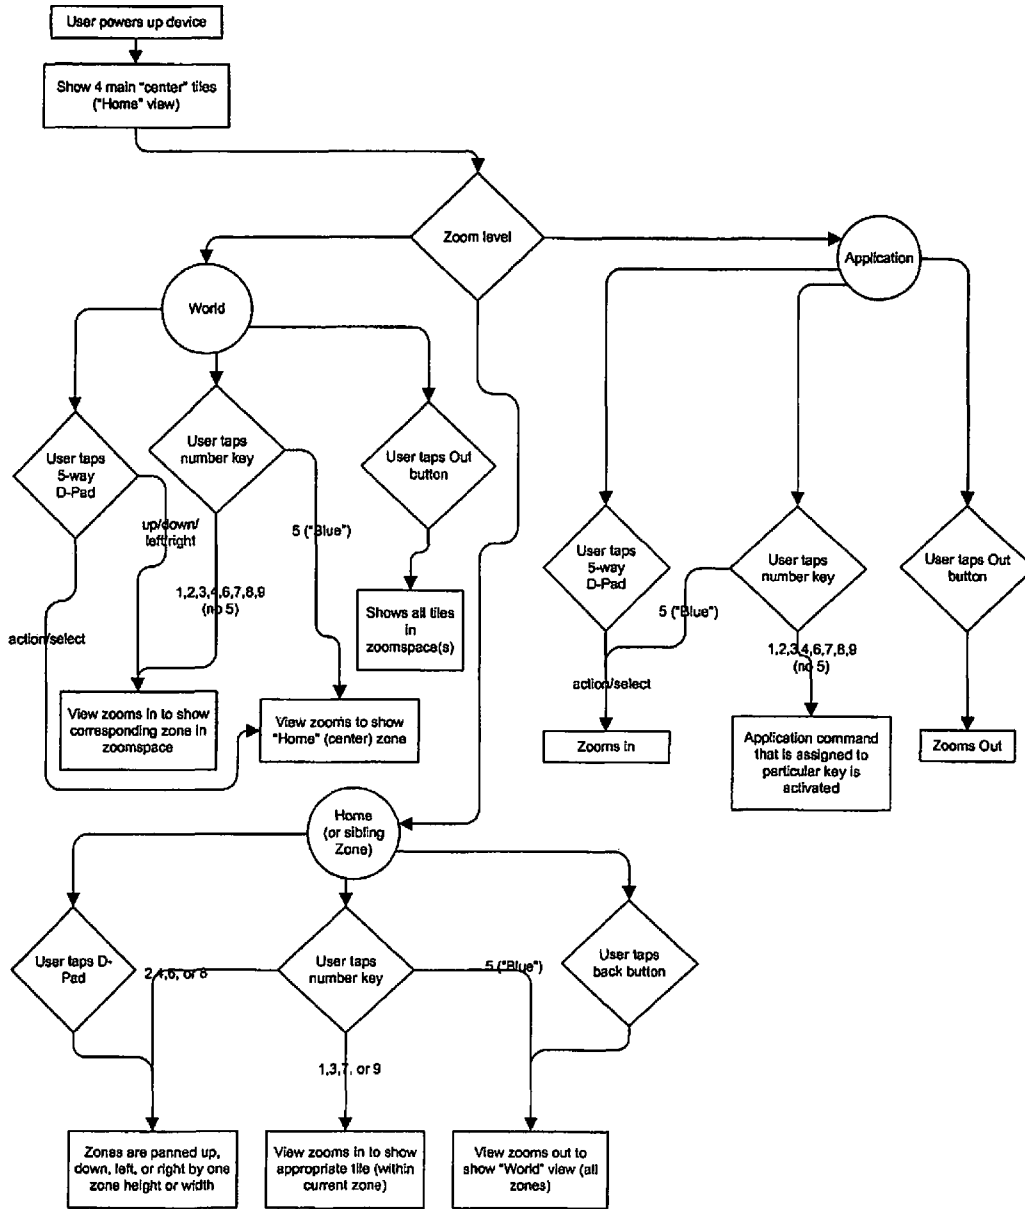 User powers up device
Show 4 main "center" tiles
("Home" view)
Zoom level
Application
World
User taps
5-way
D-Pad
User taps
number key
User taps Out
button
up/down/
left/right
5 ("Blue")
1,2,3,4,6,7,8,9
(no 5)
action/select
Shows all tiles
in
zoomspace(s)
View zooms in to show
corresponding zone in
zoomspace
View zooms to show
"Home" (center) zone
User taps
5-way
D-Pad
User taps
number key
User taps Out
button
5 ("Blue")
1,2,3,4,6,7,8,9
(no 5)
action/select
Zooms in
Application command
that is assigned to
particular key is
activated
Zooms Out
Home
(or sibling
Zone)
User taps D-
Pad
2,4,6, or 8
User taps
number key
5 ("Blue")
User taps
back button
1,3,7, or 9
Zones are panned up,
down, left, or right by one
zone height or width
View zooms in to show
appropriate tile (within
current zone)
View zooms out to
show "World" view (all
zones)